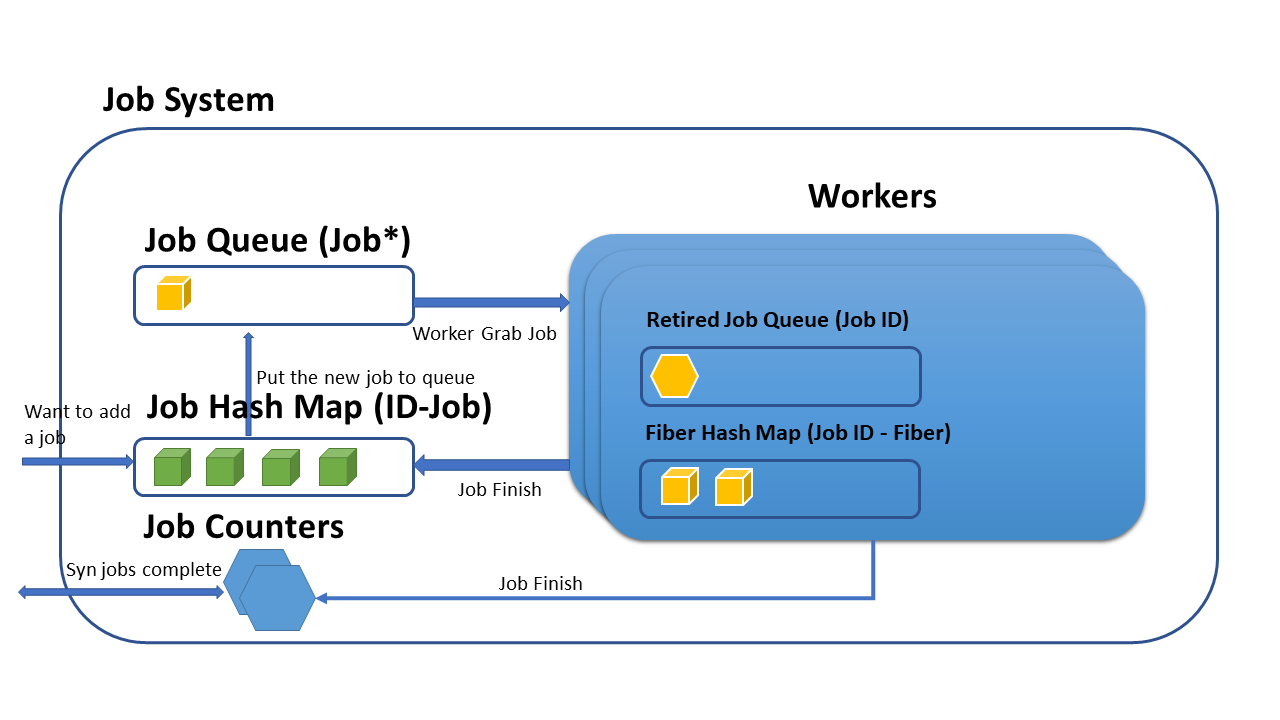 Job System
Workers
Job Queue (Job*)
Retired Job Queue (Job ID)
Worker Grab Job
Put the new job to queue
Want to add
a job
Job Hash Map (ID-Job)
Fiber Hash Map (Job ID - Fiber)
Job Finish
Job Counters
Syn jobs complete
Job Finish